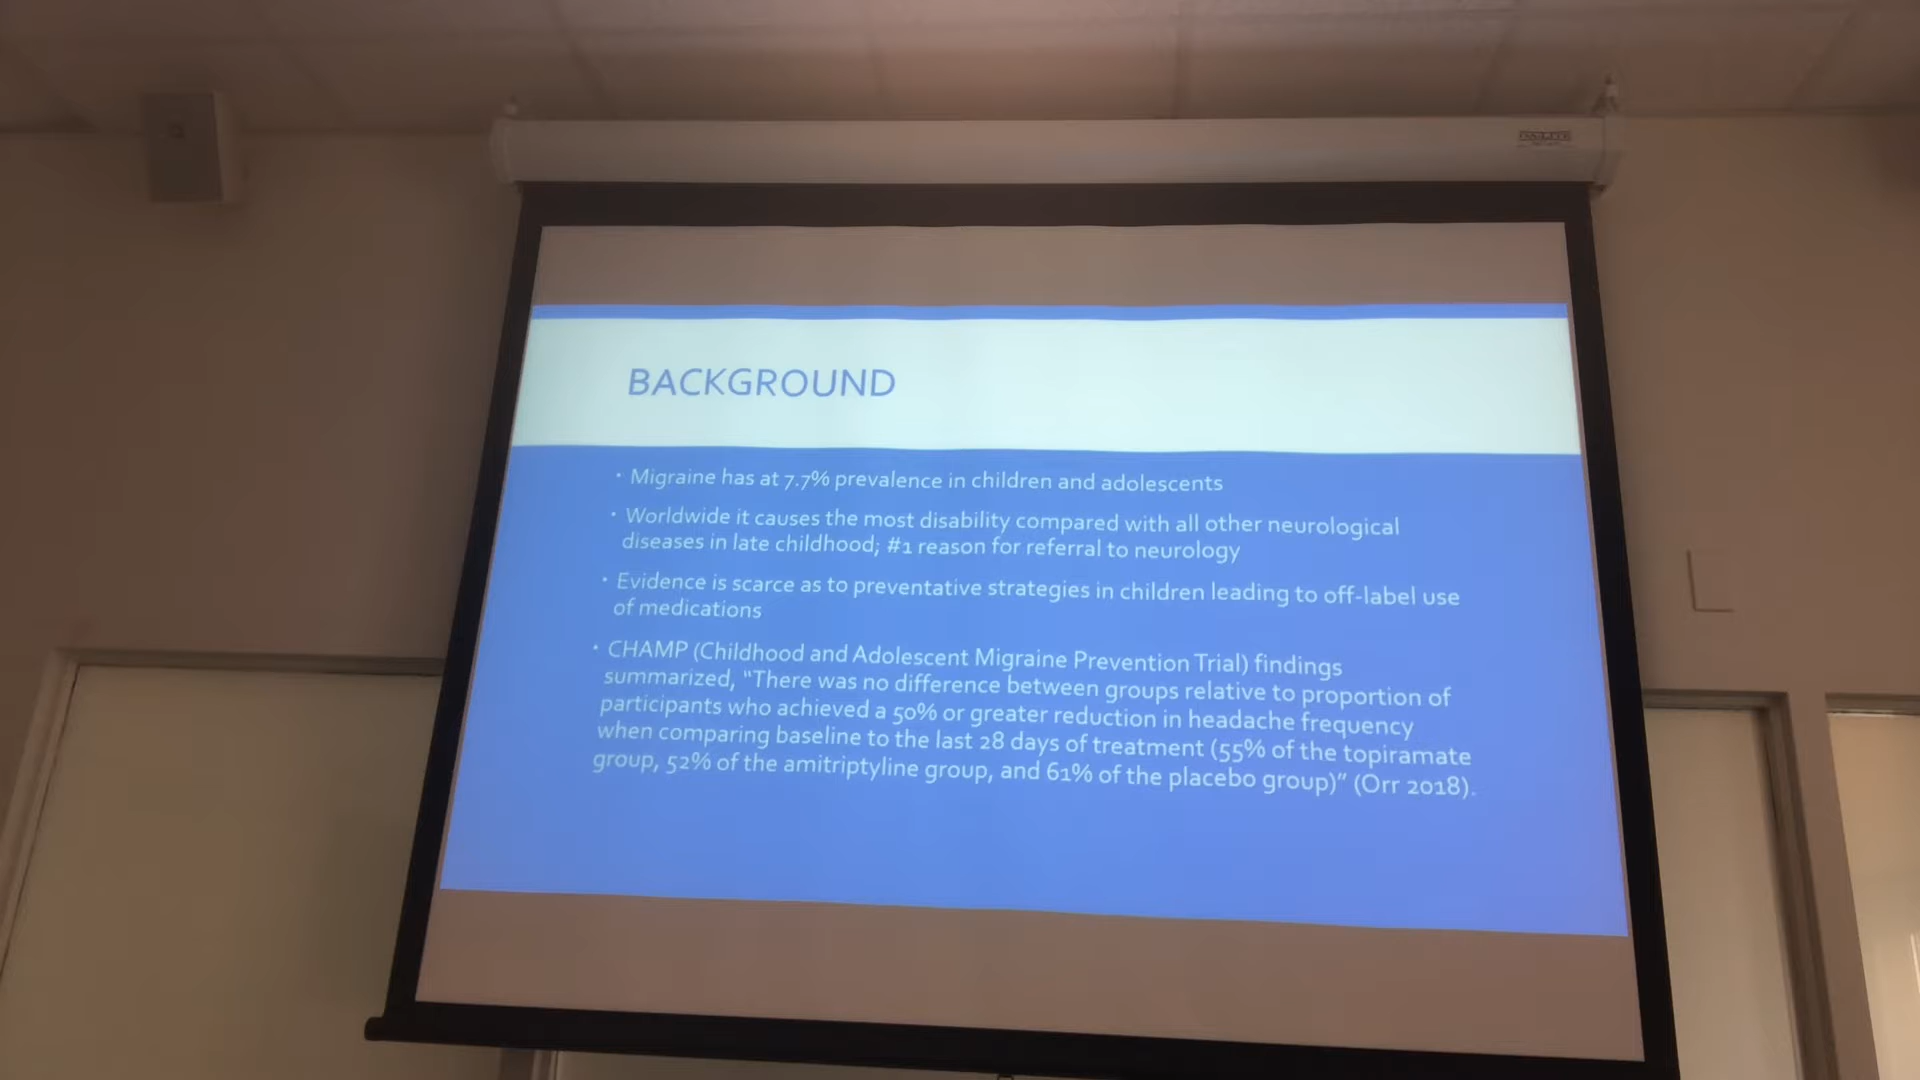 BACKGROUND
· Migraine has at 7.7% prevalence in children and adolescents
· Worldwide it causes the most disability compared with all other neurological
diseases in late childhood; #1 reason for referral to neurology
· Evidence is scarce as to preventative strategies in children leading to off-label use
of medications
· CHAMP (Childhood and Adolescent Migraine Prevention Trial) findings
summarized, “There was no difference between groups relative to proportion of
participants who achieved a 50% or greater reduction in headache frequency
when comparing baseline to the last 28 days of treatment (55% of the topiramate
group, 52% of the amitriptyline group, and 61% of the placebo group)” (Orr 2018).